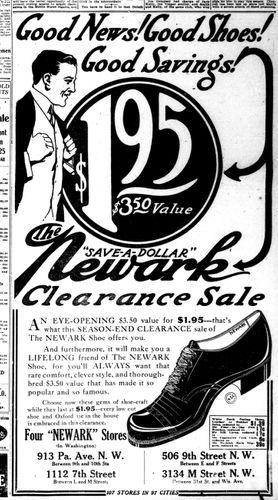 Good News! Good Shoes!
Good Savings!
$1.95
$3.50 Value
The
"SAVE-A-DOLLAR"
Newark
Clearance Sale
AN EYE-OPENING $3.50 value for $1.95—that's
what this SEASON-END CLEARANCE sale of
The NEWARK Shoe offers you.
And furthermore, it will make you a
LIFELONG friend of The NEWARK
Shoe, for you'll ALWAYS want that
rare comfort, clever style, and thorough-
bred $3.50 value that has made it so
popular and so famous.
Choose now these gems of shoe-craft
while they last at $1.95—every low cut
shoe and Oxford tie in the house
is embraced in this clearance.
Four "NEWARK" Stores
(In Washington)
913 Pa. Ave. N. W.
Between 9th and 10th Sts
1112 7th Street
Between L and M Streets
506 9th Street N.W.
Between E and F Streets
3134 M Street N.W.
Between 31st St. and Wis. Ave.
107 STORES IN 97 CITIES
NEWARK